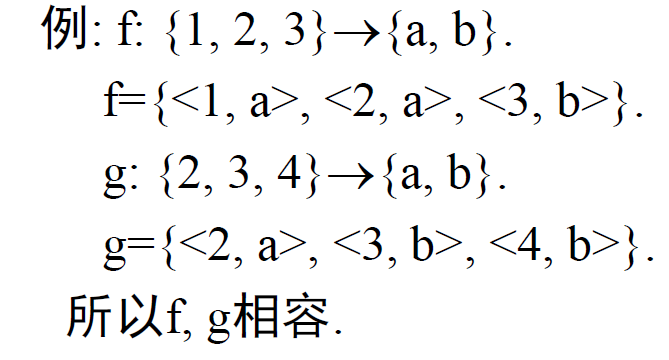 例: f: {1, 2, 3}→{a, b}.
f={<1, a>, <2, a>, <3, b>}.
g: {2, 3, 4}→{a, b}.
g={<2, a>, <3, b>, <4, b>}.
所以f, g相容.